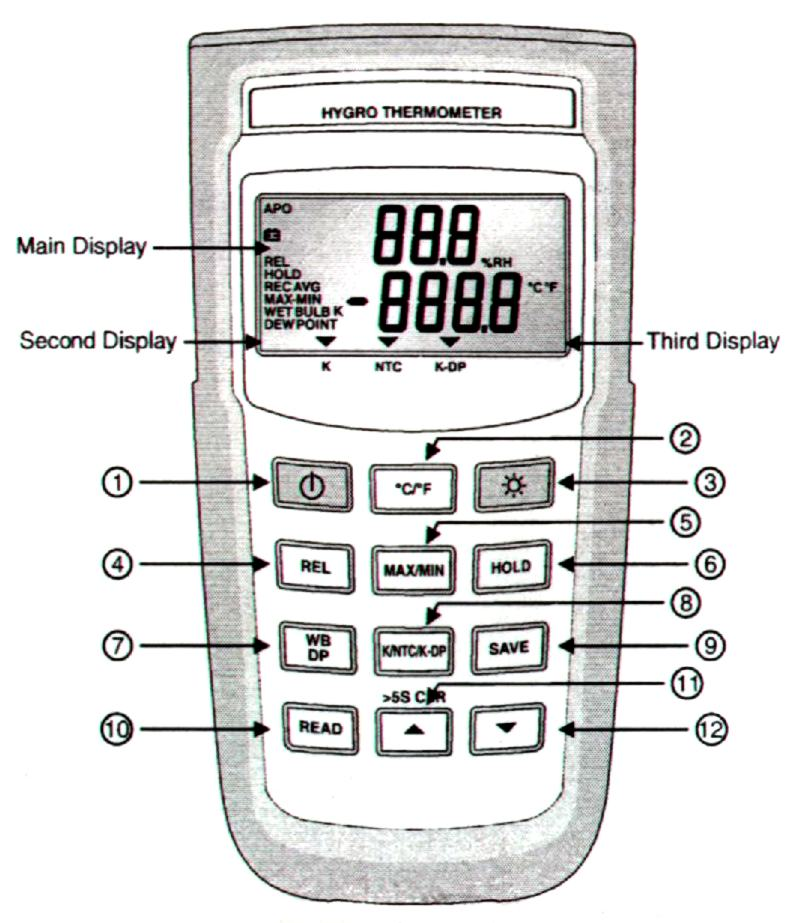 HYGRO THERMOMETER
APO
88.8 %RH
Main Display
REL
HOLD
REC AVG
MAX-MIN
WET BULB K
DEW POINT
-888.8 °C °F
Second Display
Third Display
K NTC K-DP
① °C/°F ② ③
④ REL MAX/MIN ⑤ HOLD ⑥
⑦ WB DP K/NTC/K-DP ⑧ SAVE ⑨
>5S ⑪
⑩ READ ⑫